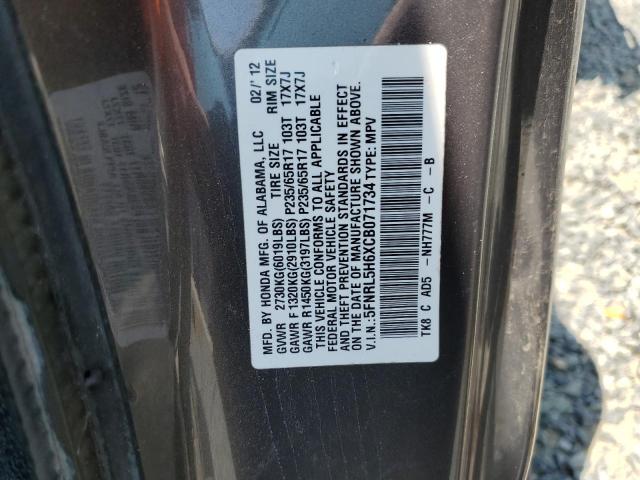 MFD. BY HONDA MFG. OF ALABAMA, LLC 02/'12
GVWR 2730KG(6019LBS) TIRE SIZE RIM SIZE
GAWR F 1320KG(2910LBS) P235/65R17 103T 17X7J
GAWR R 1450KG(3197LBS) P235/65R17 103T 17X7J
THIS VEHICLE CONFORMS TO ALL APPLICABLE
FEDERAL MOTOR VEHICLE SAFETY
AND THEFT PREVENTION STANDARDS IN EFFECT
ON THE DATE OF MANUFACTURE SHOWN ABOVE.
V.I.N.: 5FNRL5H6XCB071734 TYPE: MPV
TK8 C AD5 -NH777M -C -B